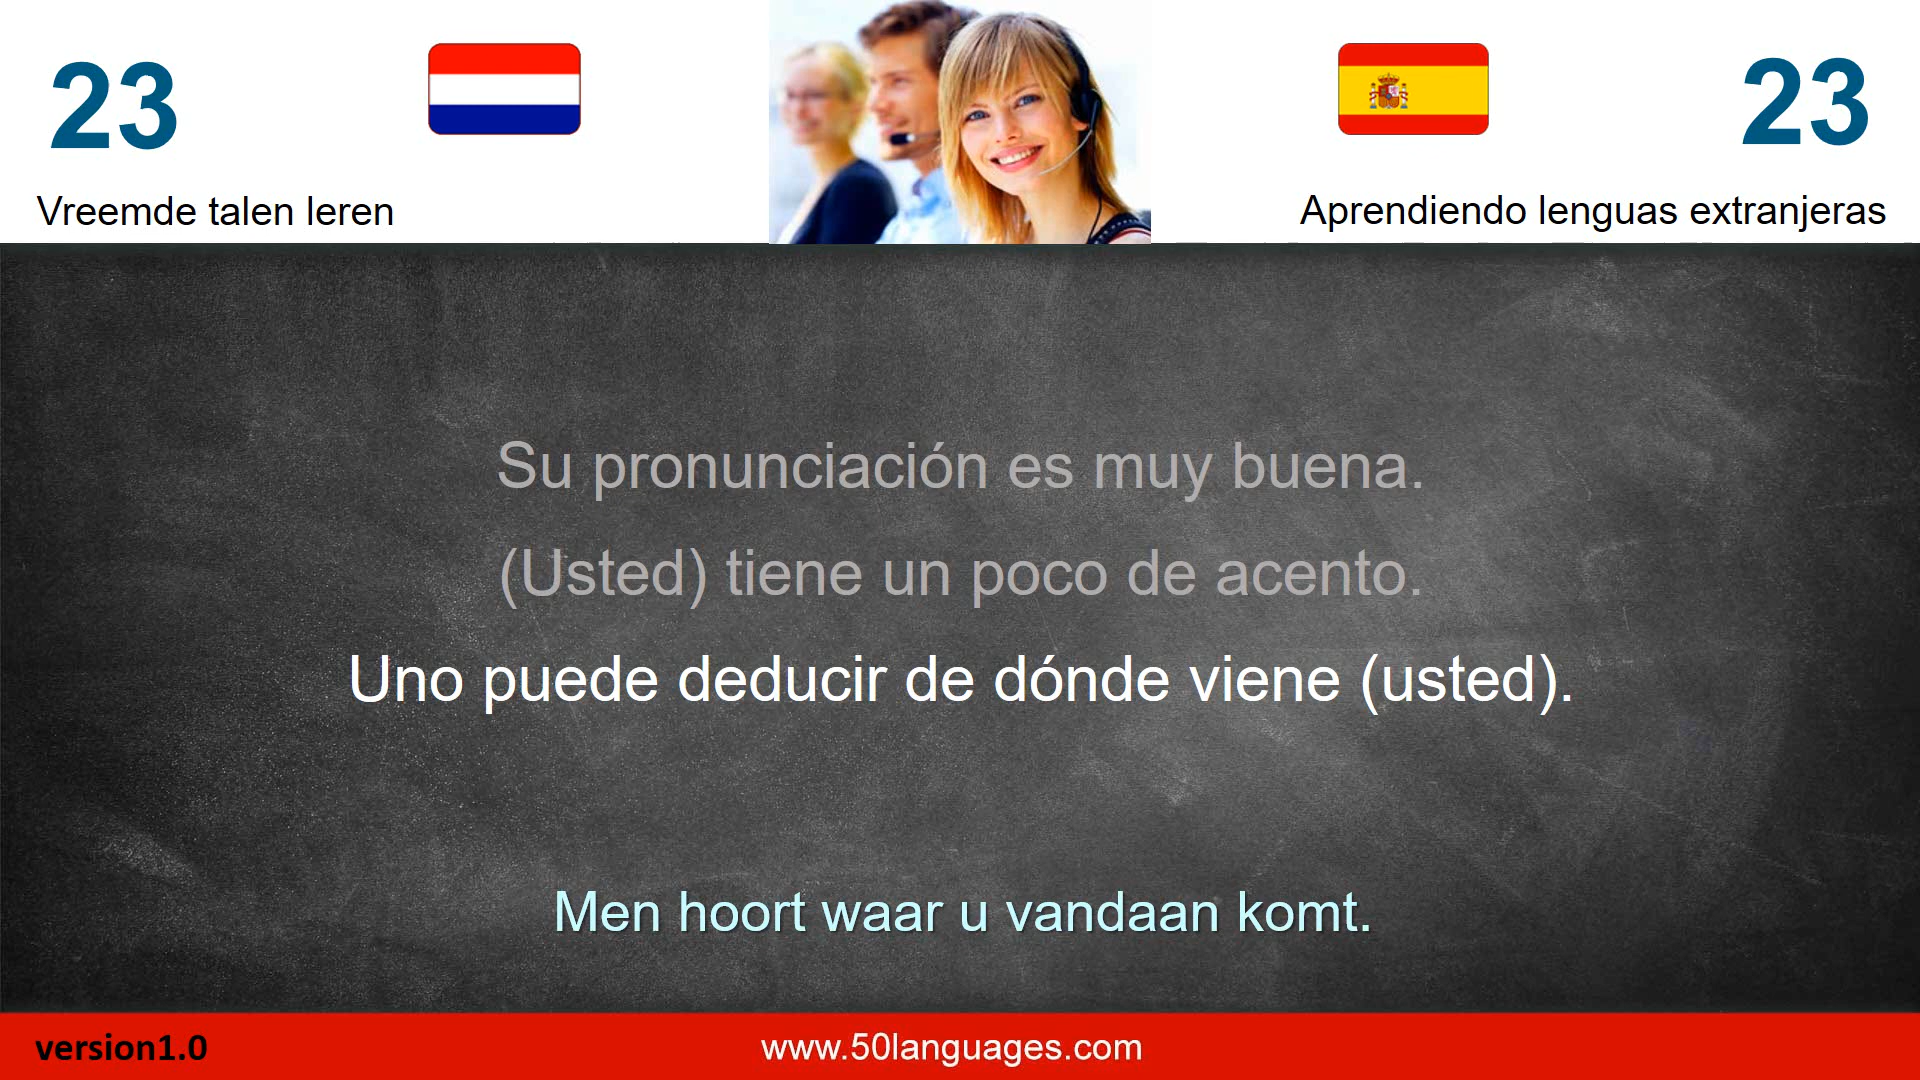 23
23
Vreemde talen leren
Aprendiendo lenguas extranjeras
Su pronunciación es muy buena.
(Usted) tiene un poco de acento.
Uno puede deducir de dónde viene (usted).
Men hoort waar u vandaan komt.
version1.0
www.50languages.com